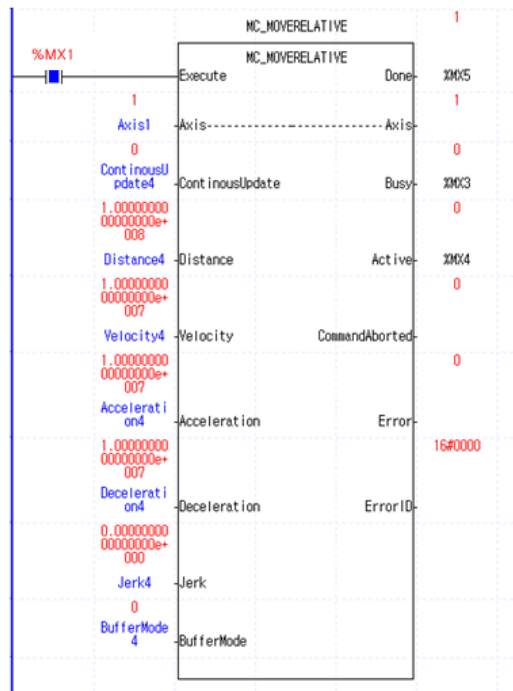 MC_MOVERELATIVE
1
%MX1
MC_MOVERELATIVE
Execute
Done
%MX5
1
1
Axis1
Axis
Axis
0
0
ContinousU
pdate4
ContinousUpdate
Busy
%MX3
1.00000000
00000000e+
008
0
Distance4
Distance
Active
%MX4
1.00000000
00000000e+
007
0
Velocity4
Velocity
CommandAborted
1.00000000
00000000e+
007
0
Accelerati
on4
Acceleration
Error
1.00000000
00000000e+
007
16#0000
Decelerati
on4
Deceleration
ErrorID
0.00000000
00000000e+
000
Jerk4
Jerk
0
BufferMode
4
BufferMode